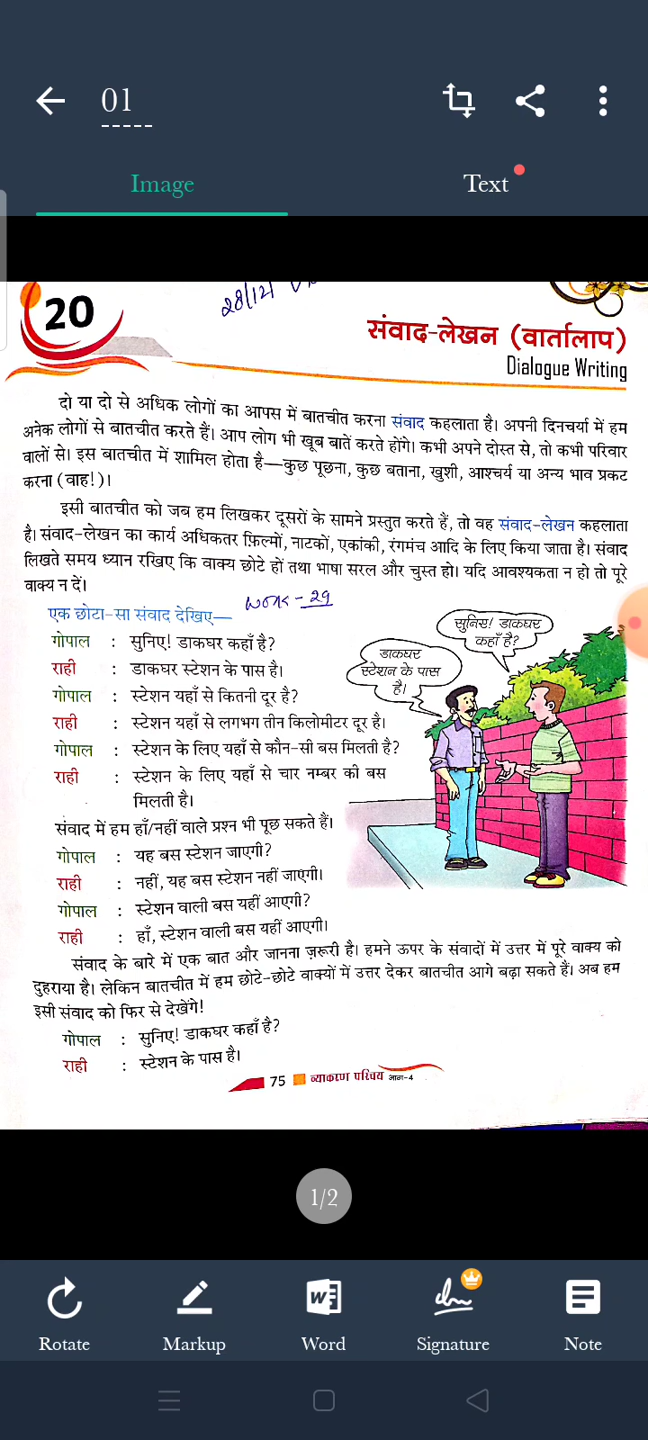 01
Image
Text
28/12/
20
संवाद-लेखन (वार्तालाप)
Dialogue Writing
दो या दो से अधिक लोगों का आपस में बातचीत करना संवाद कहलाता है। अपनी दिनचर्या में हम
अनेक लोगों से बातचीत करते हैं। आप लोग भी खूब बातें करते होंगे। कभी अपने दोस्त से, तो कभी परिवार
वालों से। इस बातचीत में शामिल होता है—कुछ पूछना, कुछ बताना, खुशी, आश्चर्य या अन्य भाव प्रकट
करना (वाह!)।
इसी बातचीत को जब हम लिखकर दूसरों के सामने प्रस्तुत करते हैं, तो वह संवाद-लेखन कहलाता
है। संवाद-लेखन का कार्य अधिकतर फ़िल्मों, नाटकों, एकांकी, रंगमंच आदि के लिए किया जाता है। संवाद
लिखते समय ध्यान रखिए कि वाक्य छोटे हों तथा भाषा सरल और चुस्त हो। यदि आवश्यकता न हो तो पूरे
वाक्य न दें।
एक छोटा-सा संवाद देखिए—
गोपाल : सुनिए! डाकघर कहाँ है?
राही : डाकघर स्टेशन के पास है।
गोपाल : स्टेशन यहाँ से कितनी दूर है?
राही : स्टेशन यहाँ से लगभग तीन किलोमीटर दूर है।
गोपाल : स्टेशन के लिए यहाँ से कौन-सी बस मिलती है?
राही : स्टेशन के लिए यहाँ से चार नम्बर की बस
मिलती है।
सुनिए! डाकघर
कहाँ है?
डाकघर
स्टेशन के पास
है।
संवाद में हम हाँ/नहीं वाले प्रश्न भी पूछ सकते हैं।
गोपाल : यह बस स्टेशन जाएगी?
राही : नहीं, यह बस स्टेशन नहीं जाएगी।
गोपाल : स्टेशन वाली बस यहीं आएगी?
राही : हाँ, स्टेशन वाली बस यहीं आएगी।
संवाद के बारे में एक बात और जानना ज़रूरी है। हमने ऊपर के संवादों में उत्तर में पूरे वाक्य को
दुहराया है। लेकिन बातचीत में हम छोटे-छोटे वाक्यों में उत्तर देकर बातचीत आगे बढ़ा सकते हैं। अब हम
इसी संवाद को फिर से देखेंगे!
गोपाल : सुनिए! डाकघर कहाँ है?
राही : स्टेशन के पास है।
75 व्याकरण परिचय भाग-4
1/2
W
Rotate
Markup
Word
Signature
Note